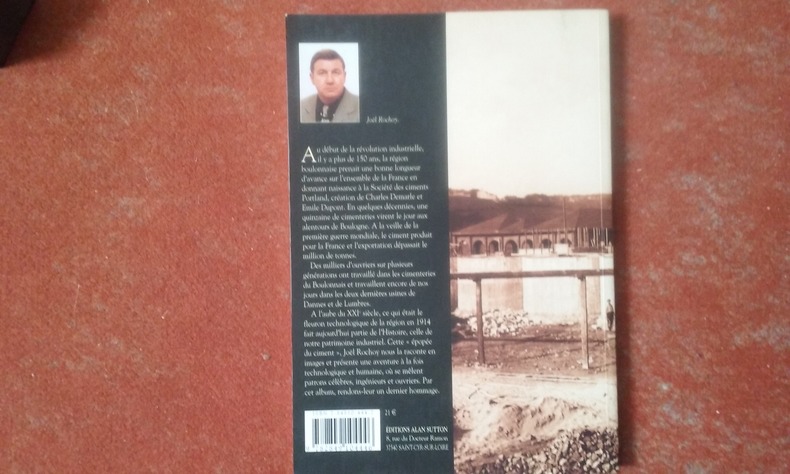 Joël Rochoy.
Au début de la révolution industrielle,
il y a plus de 150 ans, la région
boulonnaise prenait une bonne longueur
d'avance sur l'ensemble de la France en
donnant naissance à la Société des ciments
Portland, création de Charles Demarle et
Emile Dupont. En quelques décennies, une
quinzaine de cimenteries virent le jour aux
alentours de Boulogne. A la veille de la
première guerre mondiale, le ciment produit
pour la France et l'exportation dépassait le
million de tonnes.
Des milliers d'ouvriers sur plusieurs
générations ont travaillé dans les cimenteries
du Boulonnais et travaillent encore de nos
jours dans les deux dernières usines de
Dannes et de Lumbres.
A l'aube du XXIe siècle, ce qui était le
fleuron technologique de la région en 1914
fait aujourd'hui partie de l'Histoire, celle de
notre patrimoine industriel. Cette « épopée
du ciment », Joël Rochoy nous la raconte en
images et présente une aventure à la fois
technologique et humaine, où se mêlent
patrons célèbres, ingénieurs et ouvriers. Par
cet album, rendons-leur un dernier hommage.
21 €
ÉDITIONS ALAN SUTTON
8, rue du Docteur Ramon
37540 SAINT-CYR-SUR-LOIRE